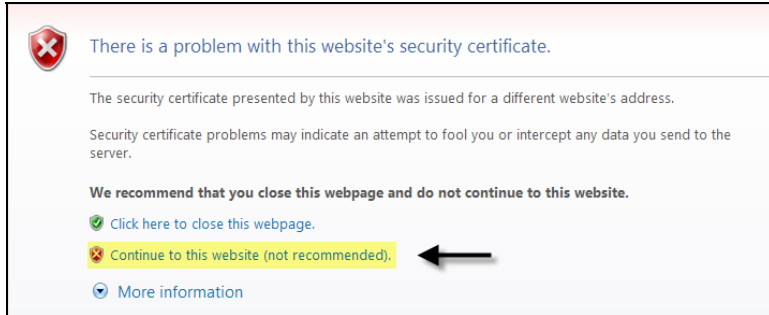 There is a problem with this website's security certificate.
The security certificate presented by this website was issued for a different website's address.
Security certificate problems may indicate an attempt to fool you or intercept any data you send to the
server.
We recommend that you close this webpage and do not continue to this website.
Click here to close this webpage.
Continue to this website (not recommended).
More information